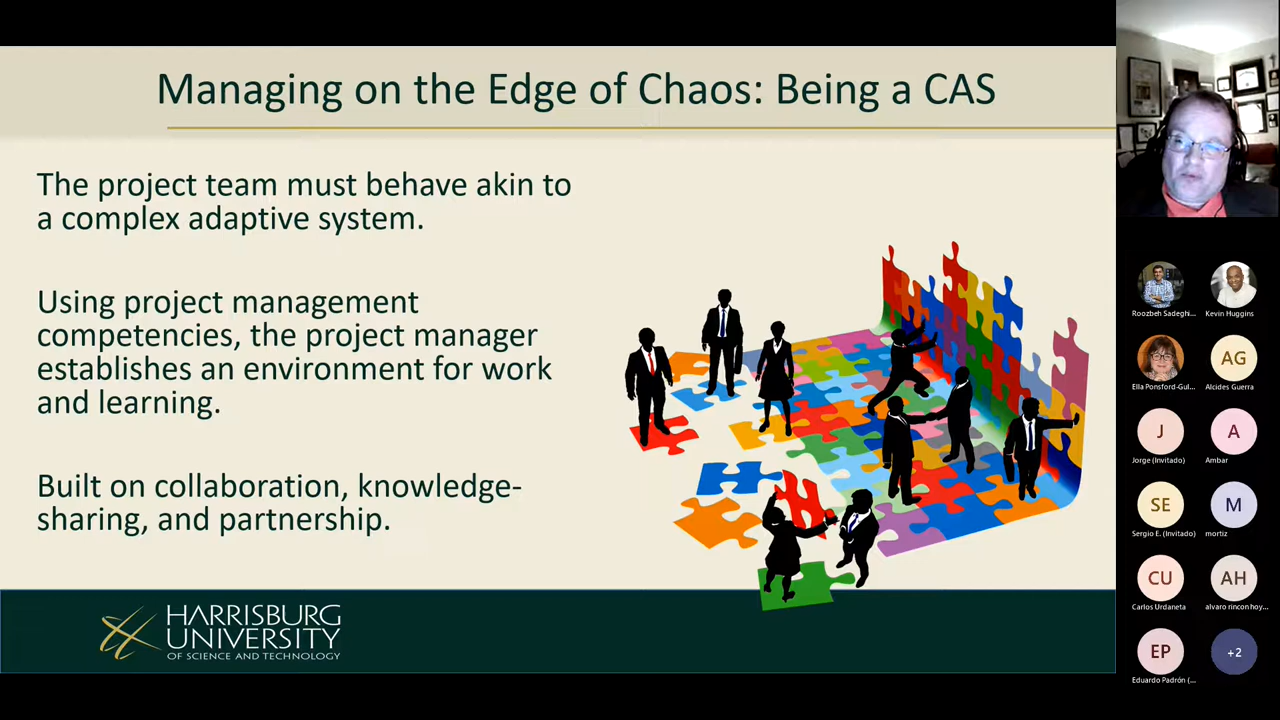 Managing on the Edge of Chaos: Being a CAS
The project team must behave akin to
a complex adaptive system.
Using project management
competencies, the project manager
establishes an environment for work
and learning.
Built on collaboration, knowledge-
sharing, and partnership.
HARRISBURG
UNIVERSITY
OF SCIENCE AND TECHNOLOGY
Roozbeh Sadeghi...
Kevin Huggins
Ella Ponsford-Gul...
AG
Alcides Guerra
J
Jorge (Invitado)
A
Ambar
SE
Sergio E. (Invitado)
M
mortiz
CU
Carlos Urdaneta
AH
alvaro rincon hoy...
EP
Eduardo Padrón (...
+2